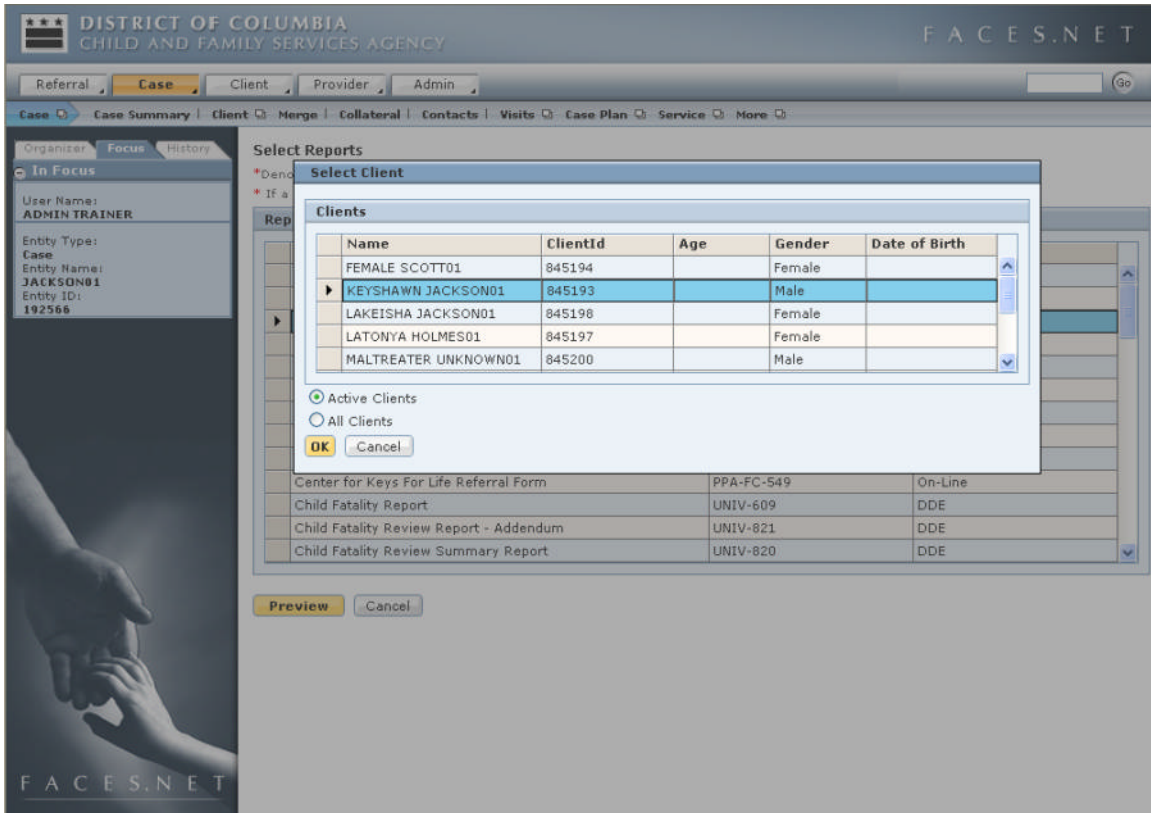 DISTRICT OF COLUMBIA
CHILD AND FAMILY SERVICES AGENCY
FACES.NET
Referral Case Client Provider Admin Go
Case Case Summary | Client Merge | Collateral | Contacts | Visits Case Plan Service More
Organizer Focus History
In Focus
User Name:
ADMIN TRAINER
Entity Type:
Case
Entity Name:
JACKSON01
Entity ID:
192566
Select Reports
*Deno
* If a
Rep
Select Client
Clients
Name ClientId Age Gender Date of Birth
FEMALE SCOTT01 845194 Female
KEYSHAWN JACKSON01 845193 Male
LAKEISHA JACKSON01 845198 Female
LATONYA HOLMES01 845197 Female
MALTREATER UNKNOWN01 845200 Male
Active Clients
All Clients
OK Cancel
Center for Keys For Life Referral Form PPA-FC-549 On-Line
Child Fatality Report UNIV-609 DDE
Child Fatality Review Report - Addendum UNIV-821 DDE
Child Fatality Review Summary Report UNIV-820 DDE
Preview Cancel
FACES.NET